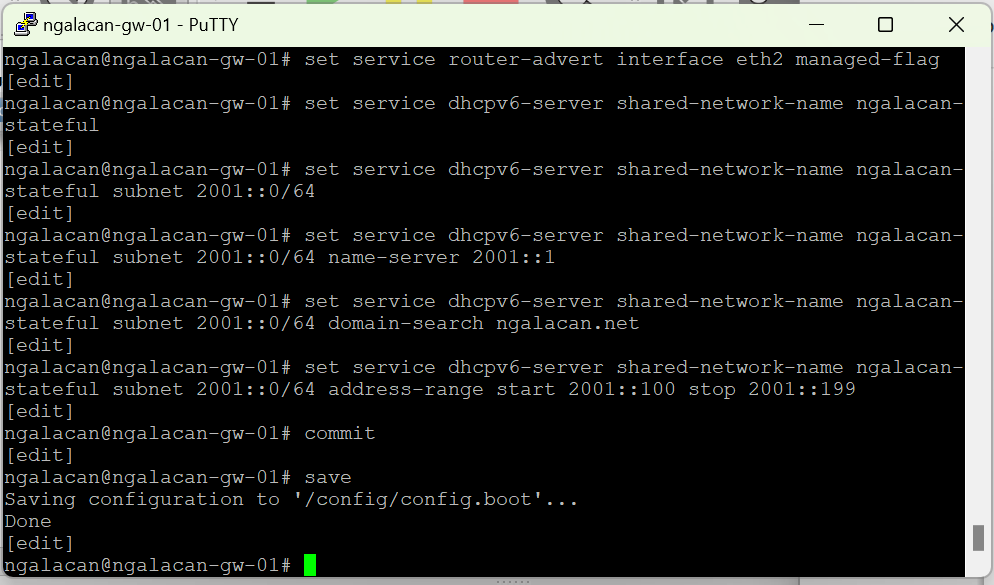 ngalacan-gw-01 - PuTTY
ngalacan@ngalacan-gw-01# set service router-advert interface eth2 managed-flag
[edit]
ngalacan@ngalacan-gw-01# set service dhcpv6-server shared-network-name ngalacan-
stateful
[edit]
ngalacan@ngalacan-gw-01# set service dhcpv6-server shared-network-name ngalacan-
stateful subnet 2001::0/64
[edit]
ngalacan@ngalacan-gw-01# set service dhcpv6-server shared-network-name ngalacan-
stateful subnet 2001::0/64 name-server 2001::1
[edit]
ngalacan@ngalacan-gw-01# set service dhcpv6-server shared-network-name ngalacan-
stateful subnet 2001::0/64 domain-search ngalacan.net
[edit]
ngalacan@ngalacan-gw-01# set service dhcpv6-server shared-network-name ngalacan-
stateful subnet 2001::0/64 address-range start 2001::100 stop 2001::199
[edit]
ngalacan@ngalacan-gw-01# commit
[edit]
ngalacan@ngalacan-gw-01# save
Saving configuration to '/config/config.boot'...
Done
[edit]
ngalacan@ngalacan-gw-01#